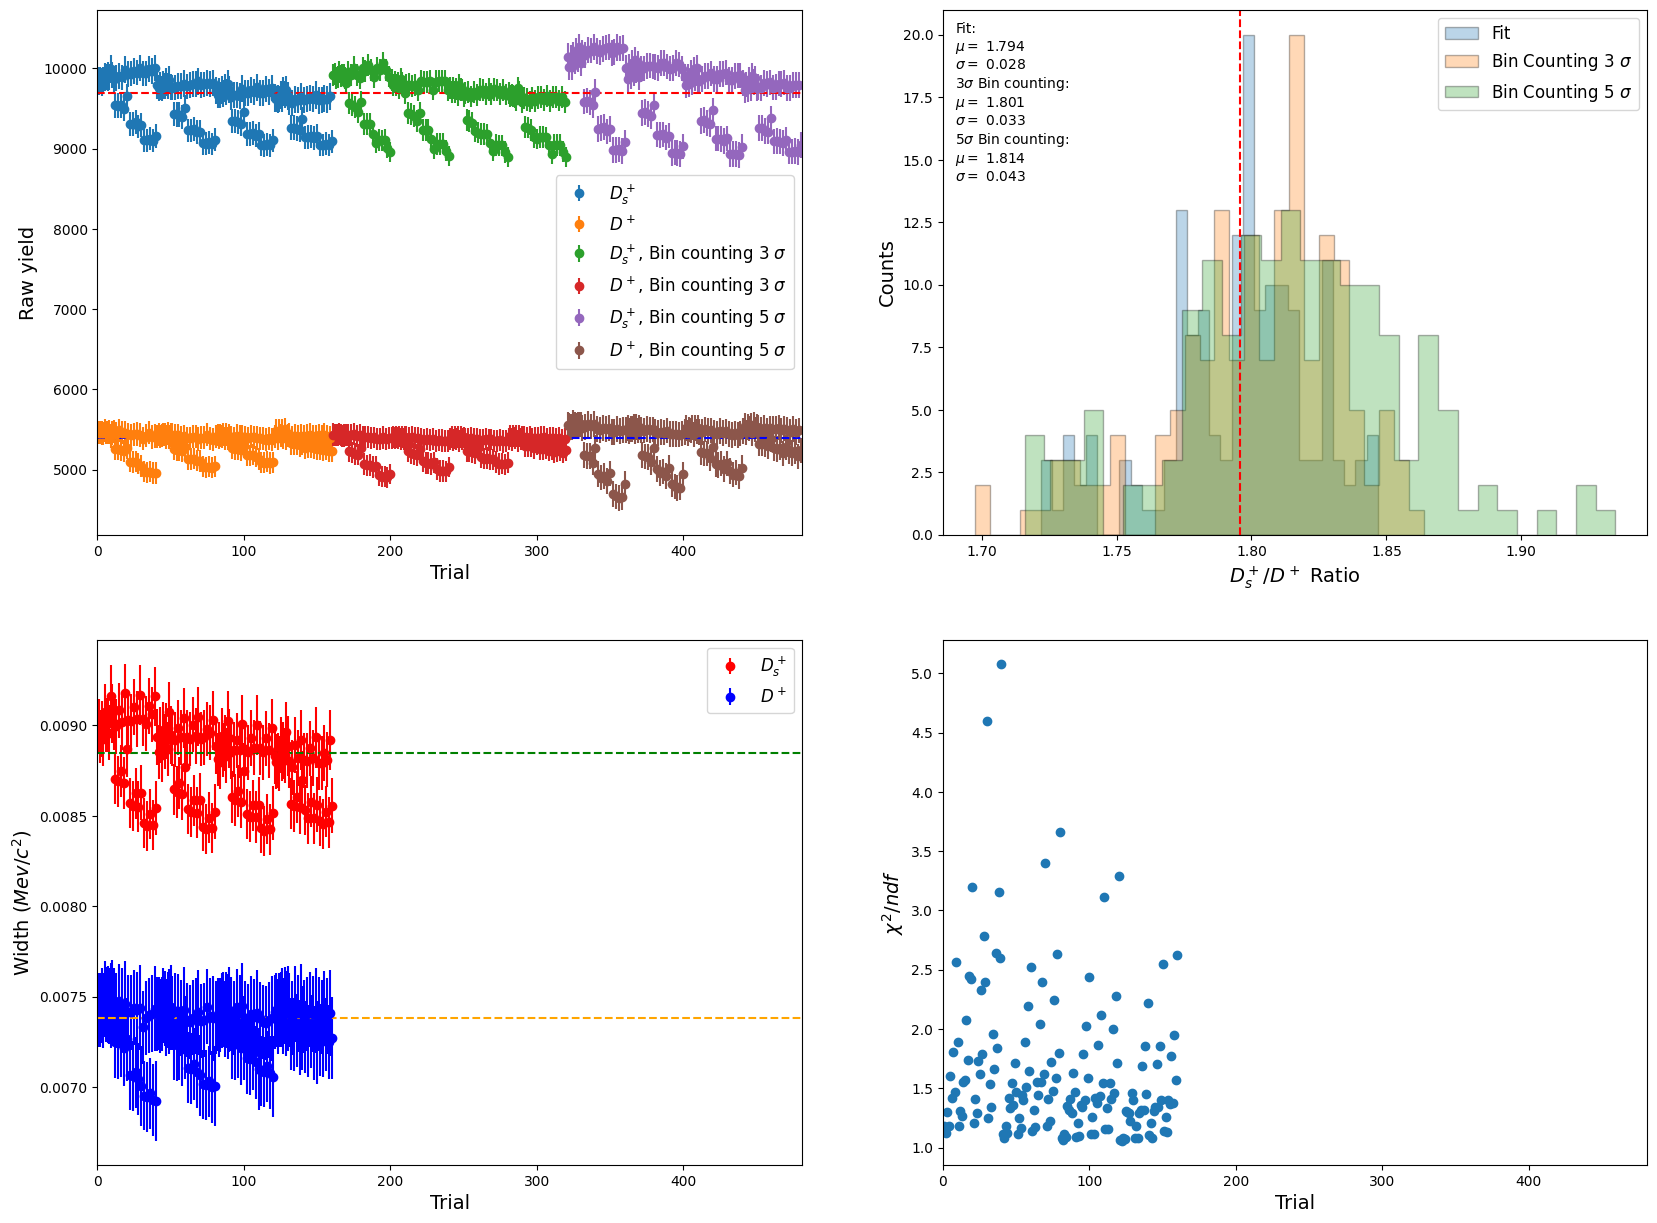 10000
9000
8000
7000
6000
5000
0
100
200
300
400
Raw yield
Trial
$D_s^+$
$D^+$
$D_s^+$, Bin counting 3 σ
$D^+$, Bin counting 3 σ
$D_s^+$, Bin counting 5 σ
$D^+$, Bin counting 5 σ
20.0
17.5
15.0
12.5
10.0
7.5
5.0
2.5
0.0
1.70
1.75
1.80
1.85
1.90
Counts
$D_s^+/D^+$ Ratio
Fit:
μ = 1.794
σ = 0.028
3σ Bin counting:
μ = 1.801
σ = 0.033
5σ Bin counting:
μ = 1.814
σ = 0.043
Fit
Bin Counting 3 σ
Bin Counting 5 σ
0.0090
0.0085
0.0080
0.0075
0.0070
0
100
200
300
400
Width ($Mev/c^2$)
Trial
$D_s^+$
$D^+$
5.0
4.5
4.0
3.5
3.0
2.5
2.0
1.5
1.0
0
100
200
300
400
$χ^2/ndf$
Trial